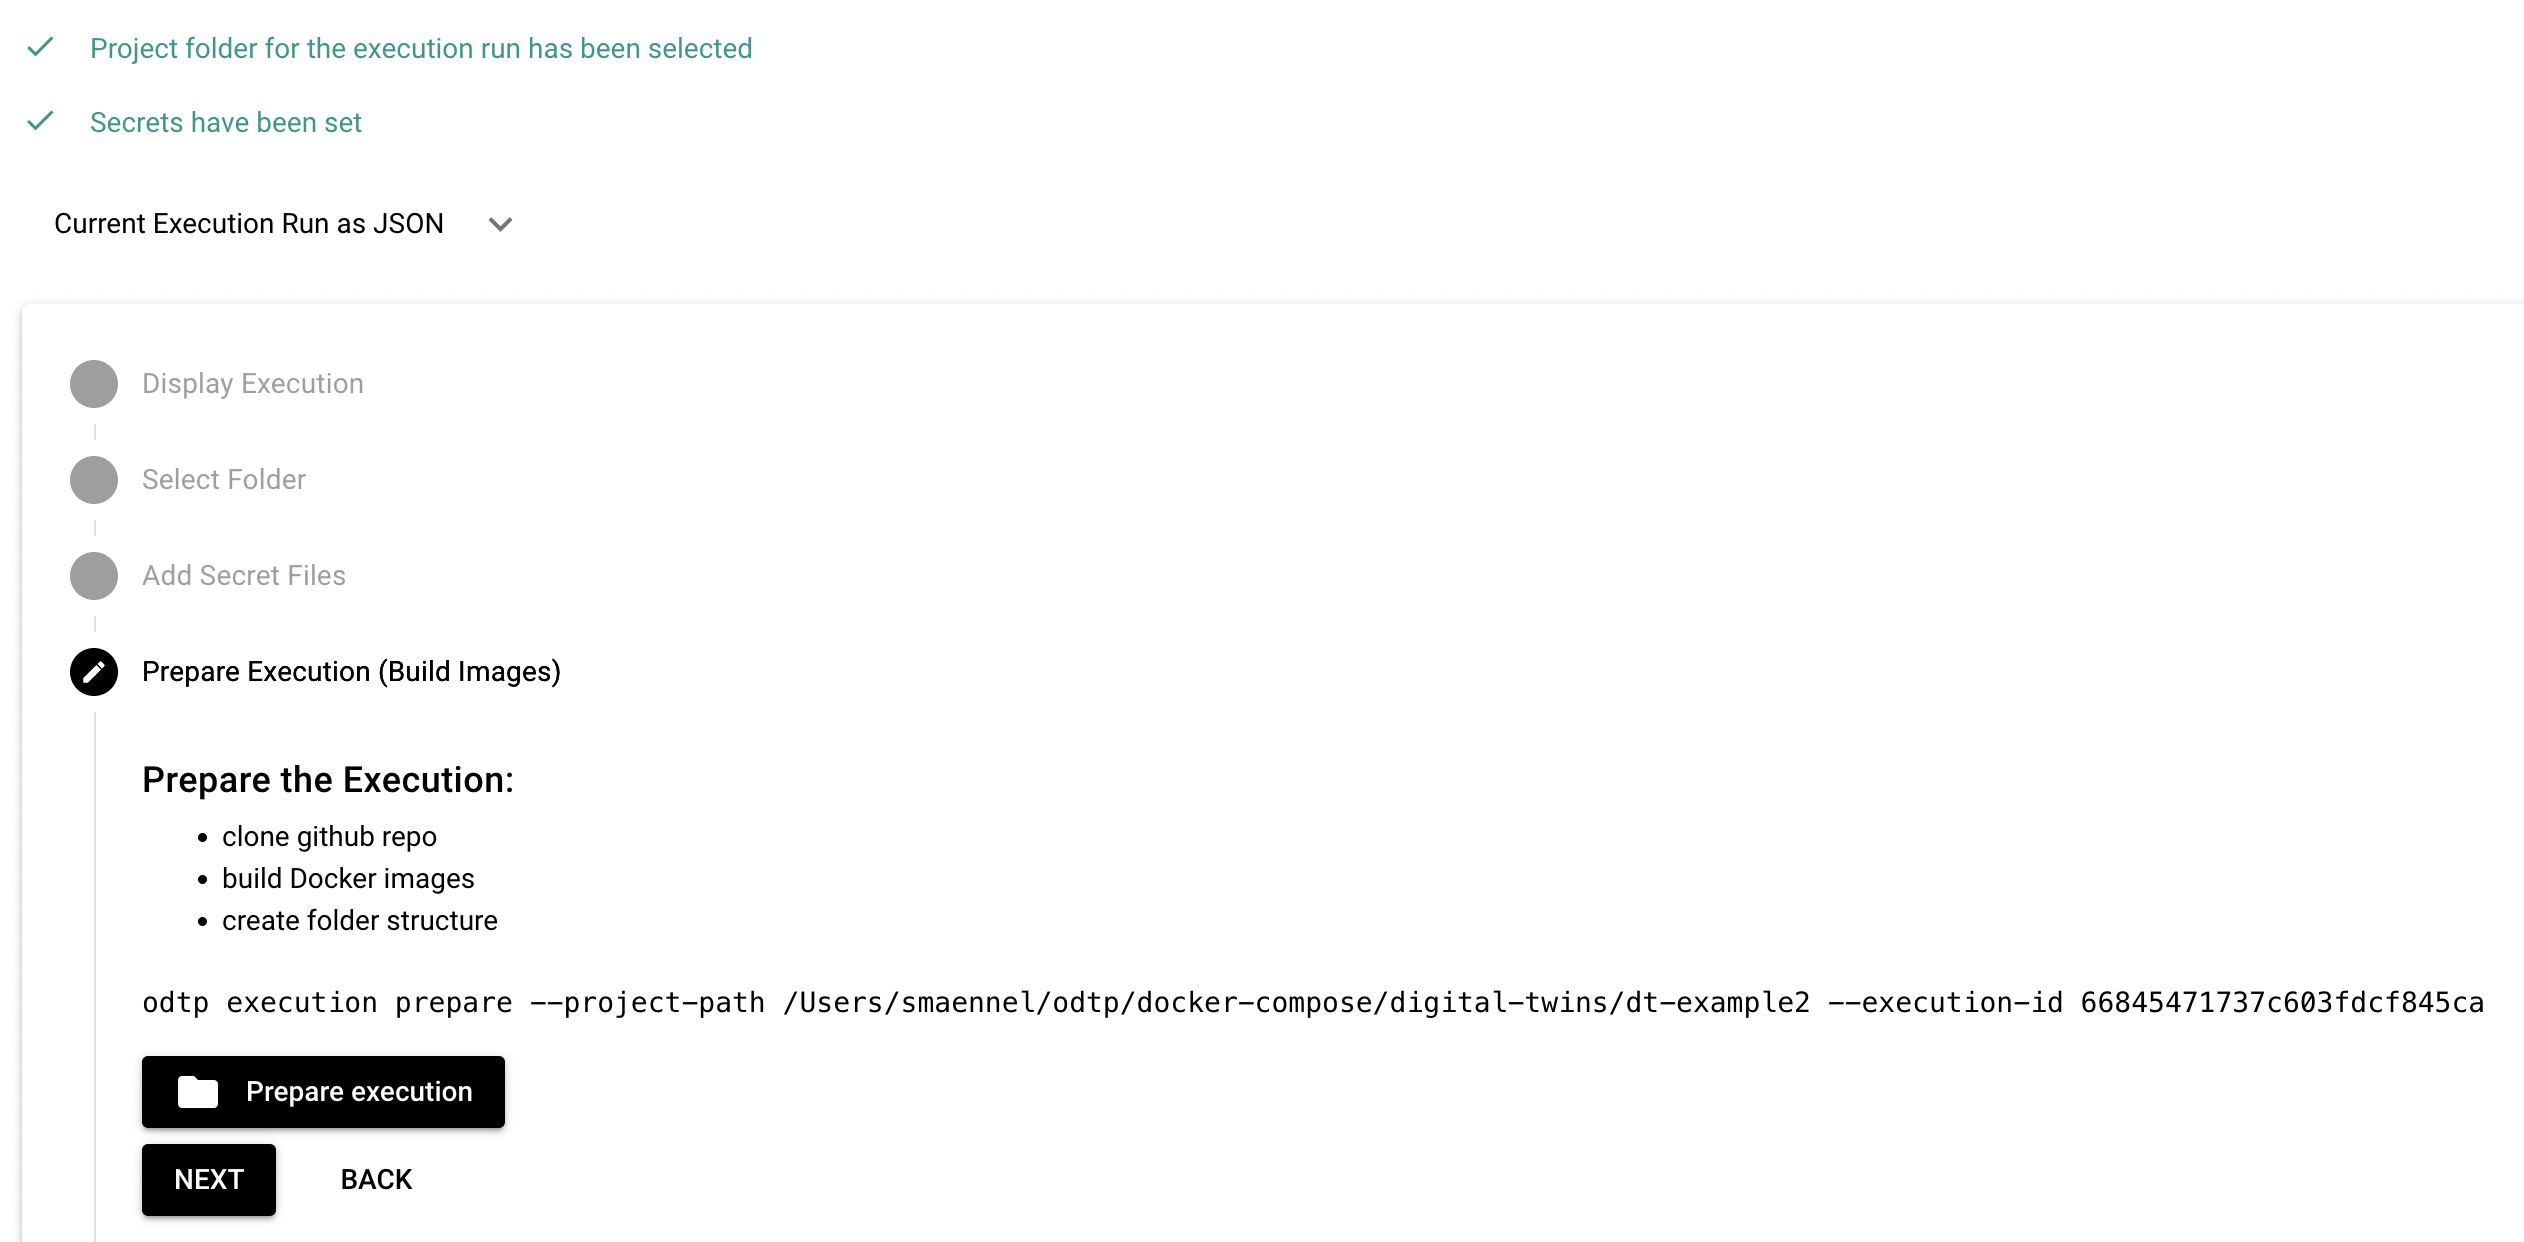 Project folder for the execution run has been selected
Secrets have been set
Current Execution Run as JSON
Display Execution
Select Folder
Add Secret Files
Prepare Execution (Build Images)
Prepare the Execution:
clone github repo
build Docker images
create folder structure
odtp execution prepare --project-path /Users/smaennel/odtp/docker-compose/digital-twins/dt-example2 --execution-id 66845471737c603fdcf845ca
Prepare execution
NEXT BACK